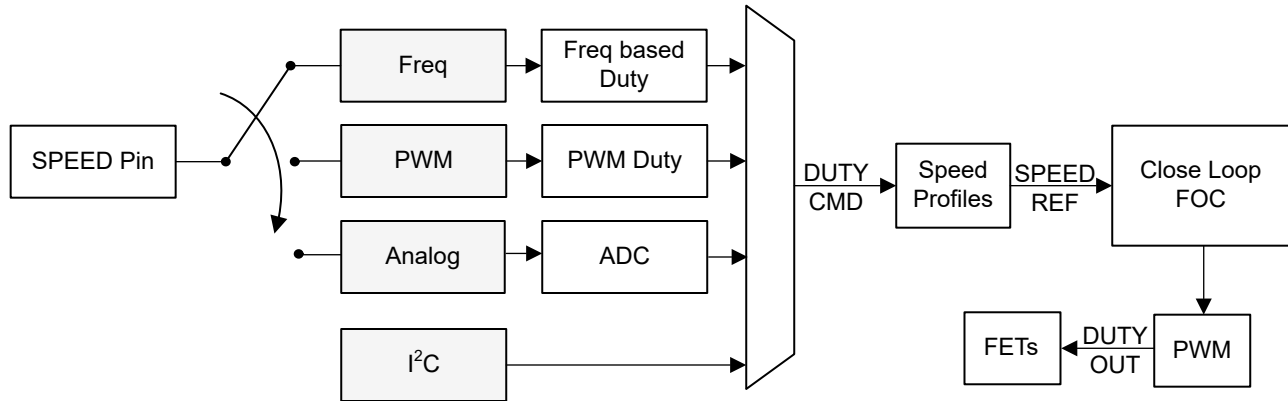 SPEED Pin
Freq
Freq based
Duty
PWM
PWM Duty
Analog
ADC
I²C
DUTY
CMD
Speed
Profiles
SPEED
REF
Close Loop
FOC
PWM
DUTY
OUT
FETs